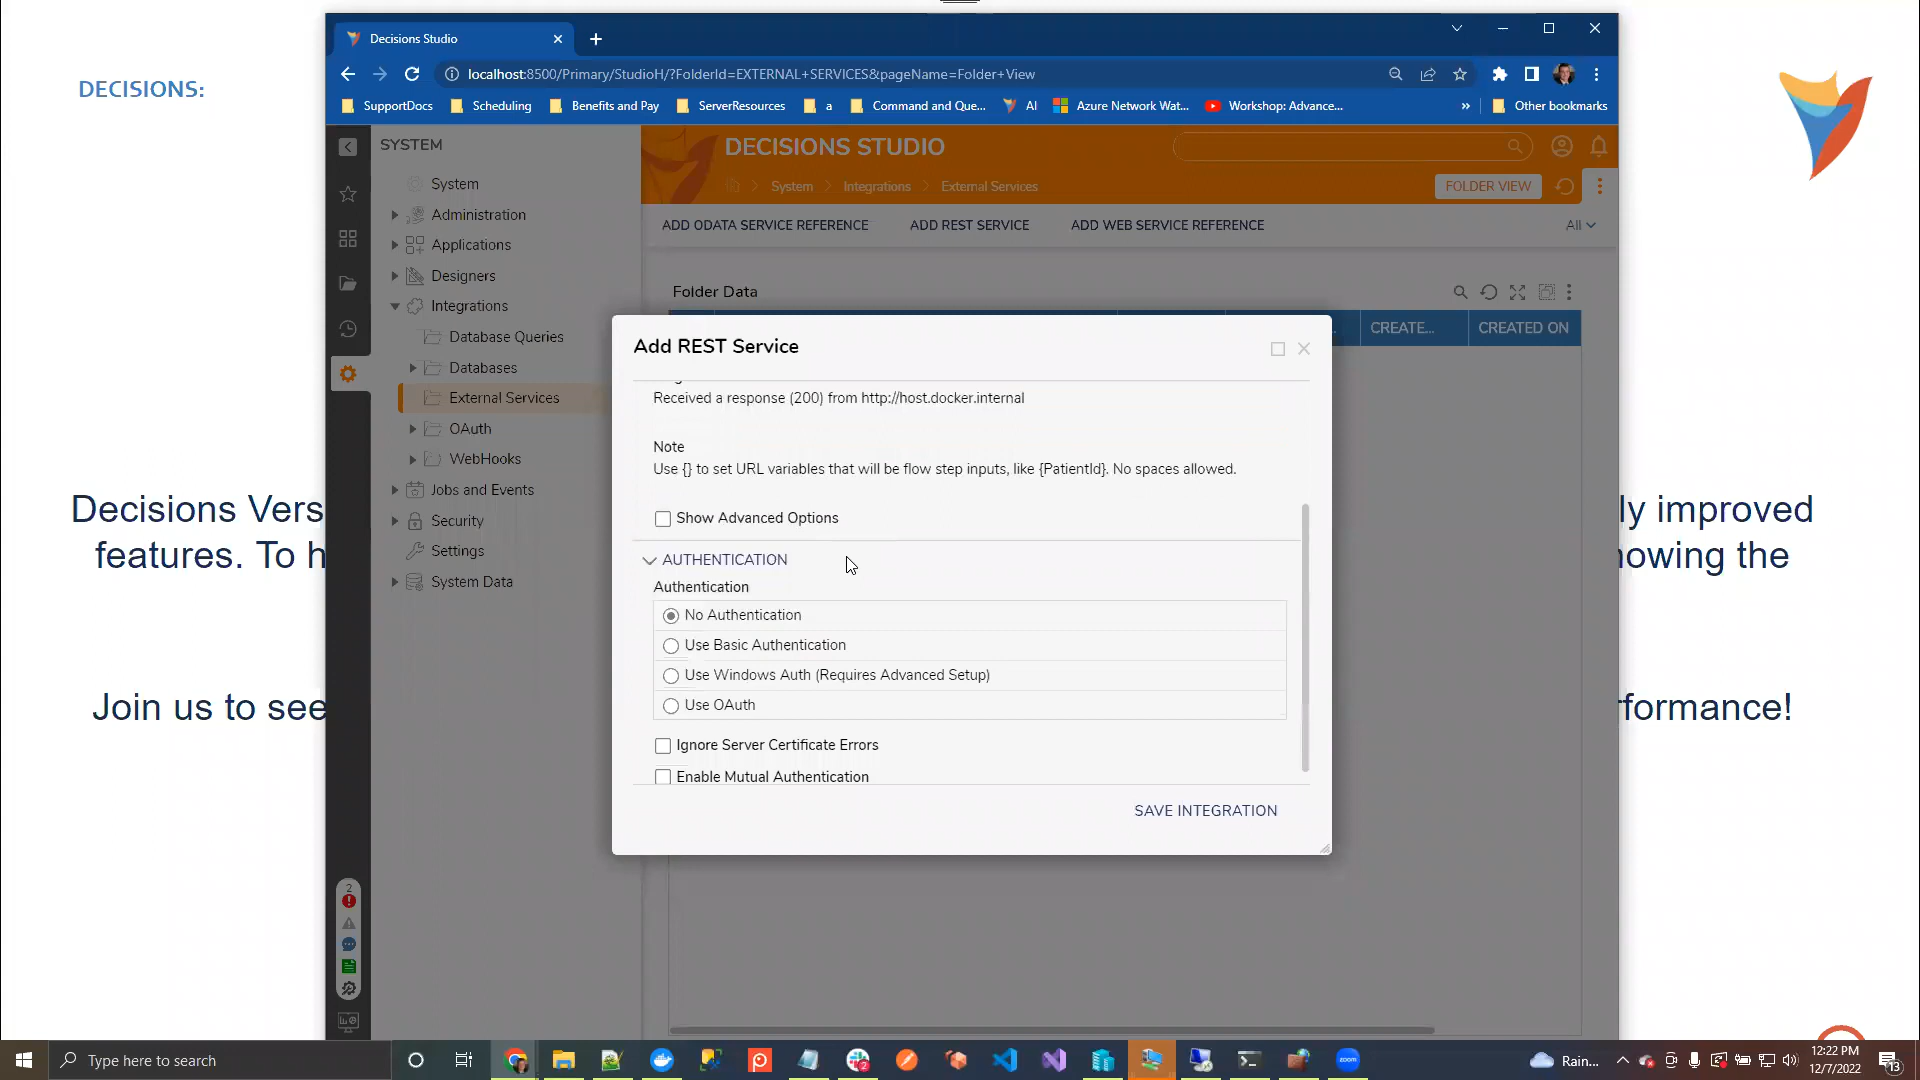 DECISIONS:
Decisions Vers
ly improved
features. To h
nowing the
Join us to see
rformance!
Decisions Studio
localhost:8500/Primary/StudioH/?FolderId=EXTERNAL+SERVICES&pageName=Folder+View
SupportDocs
Scheduling
Benefits and Pay
ServerResources
a
Command and Que...
AI
Azure Network Wat...
Workshop: Advance...
»
Other bookmarks
SYSTEM
System
Administration
Applications
Designers
Integrations
Database Queries
Databases
External Services
OAuth
WebHooks
Jobs and Events
Security
Settings
System Data
2
DECISIONS STUDIO
System
Integrations
External Services
FOLDER VIEW
ADD ODATA SERVICE REFERENCE
ADD REST SERVICE
ADD WEB SERVICE REFERENCE
All
Folder Data
CREATE...
CREATED ON
Add REST Service
Received a response (200) from http://host.docker.internal
Note
Use {} to set URL variables that will be flow step inputs, like {PatientId}. No spaces allowed.
Show Advanced Options
AUTHENTICATION
Authentication
No Authentication
Use Basic Authentication
Use Windows Auth (Requires Advanced Setup)
Use OAuth
Ignore Server Certificate Errors
Enable Mutual Authentication
SAVE INTEGRATION
Type here to search
zoom
Rain...
12:22 PM
12/7/2022
13